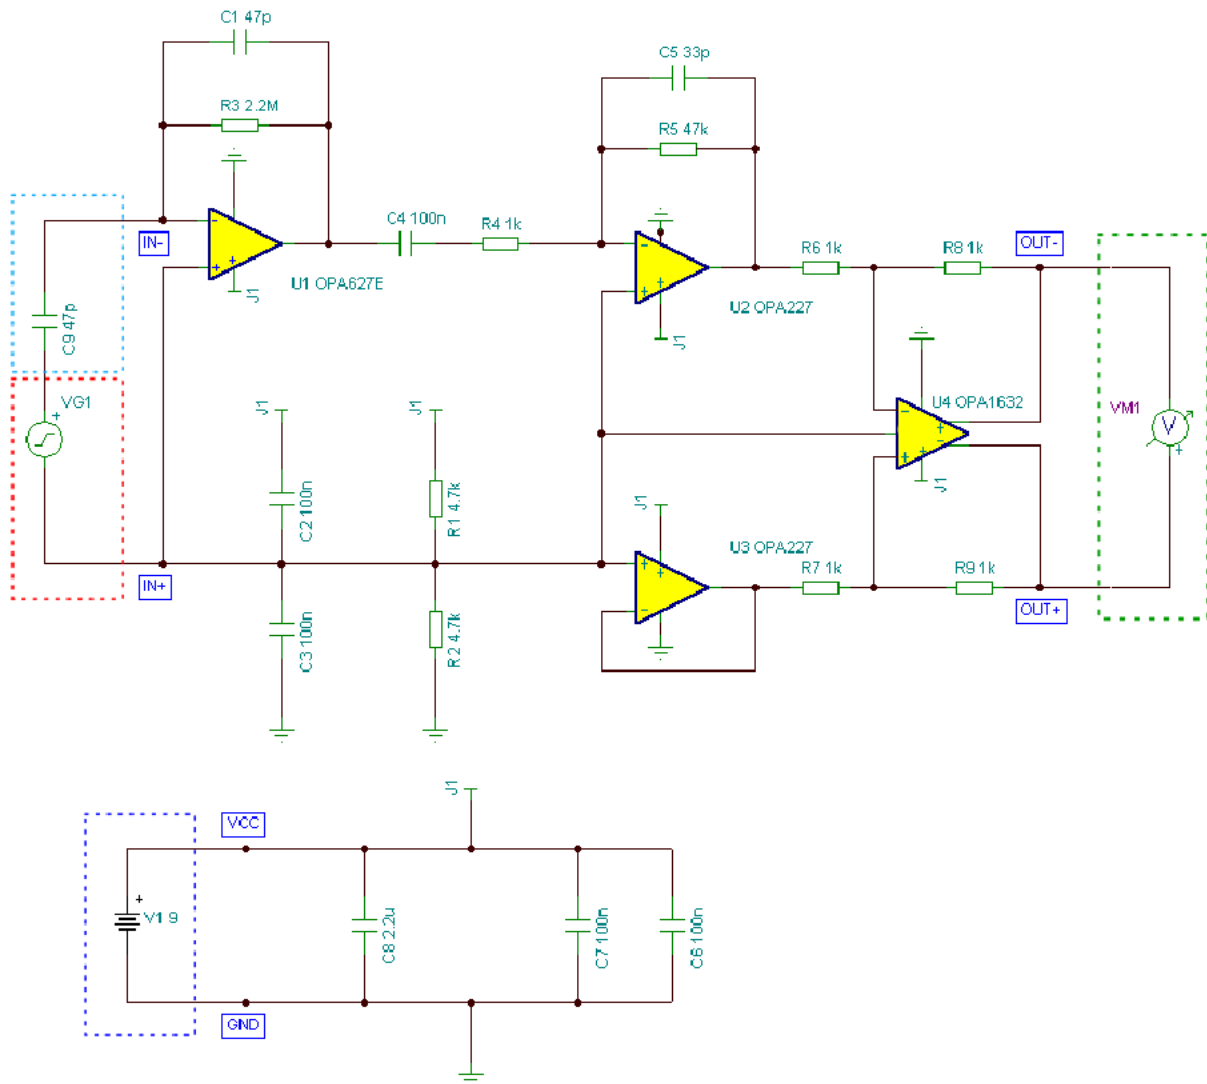 C1 47p
R3 2.2M
IN-
U1 OPA627E
J1
C9 47p
VG1
+
IN+
C4 100n
R4 1k
C5 33p
R5 47k
U2 OPA227
J1
R6 1k
R8 1k
OUT-
U4 OPA1632
J1
VM1
V
+
J1
C2 100n
C3 100n
J1
R1 4.7k
R2 4.7k
J1
U3 OPA227
R7 1k
R9 1k
OUT+
J1
VCC
+
V1 9
GND
C8 2.2u
C7 100n
C6 100n